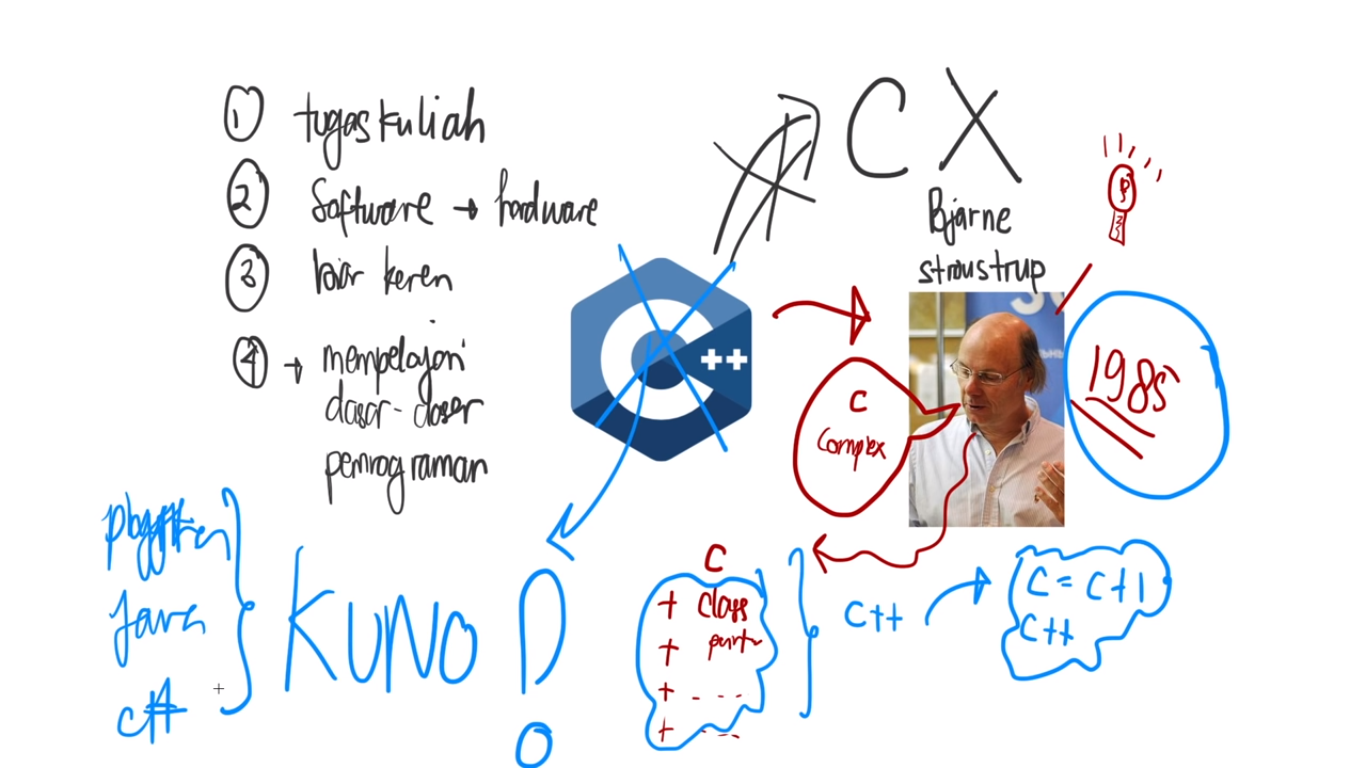 1 tugas kuliah
2 Software → hardware
3 biar keren
4 → mempelajari
dasar-dasar
pemrograman
CX
Bjarne
stroustrup
C++
C
Complex
1985
python
Java
C++
KUNO
C
+ class
+
+ ...
+ ...
C++
C = C+1
C++